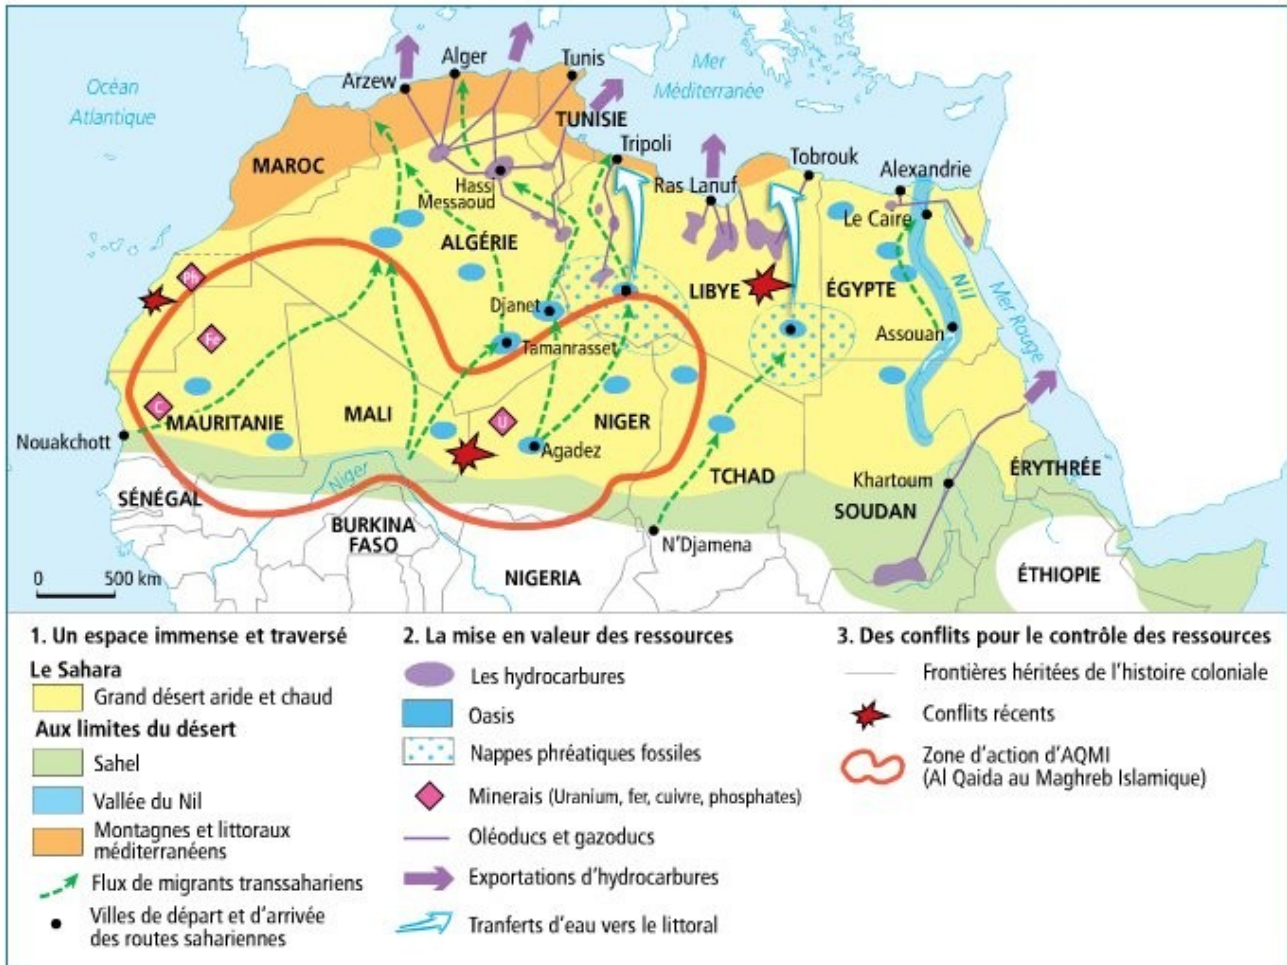 Océan
Atlantique
Mer
Méditerranée
Arzew
Alger
Tunis
TUNISIE
Tripoli
MAROC
Hassi
Messaoud
Ras Lanuf
Tobrouk
Alexandrie
Le Caire
ALGÉRIE
LIBYE
ÉGYPTE
Nil
Mer Rouge
Djanet
Tamanrasset
Assouan
Ph
Fe
C
U
MAURITANIE
MALI
NIGER
Agadez
Nouakchott
TCHAD
Khartoum
ÉRYTHRÉE
SOUDAN
Niger
SÉNÉGAL
BURKINA
FASO
N'Djamena
NIGERIA
ÉTHIOPIE
0 500 km
1. Un espace immense et traversé
Le Sahara
Grand désert aride et chaud
Aux limites du désert
Sahel
Vallée du Nil
Montagnes et littoraux
méditerranéens
Flux de migrants transsahariens
Villes de départ et d'arrivée
des routes sahariennes
2. La mise en valeur des ressources
Les hydrocarbures
Oasis
Nappes phréatiques fossiles
Minerais (Uranium, fer, cuivre, phosphates)
Oléoducs et gazoducs
Exportations d'hydrocarbures
Tranferts d'eau vers le littoral
3. Des conflits pour le contrôle des ressources
Frontières héritées de l'histoire coloniale
Conflits récents
Zone d'action d'AQMI
(Al Qaida au Maghreb Islamique)